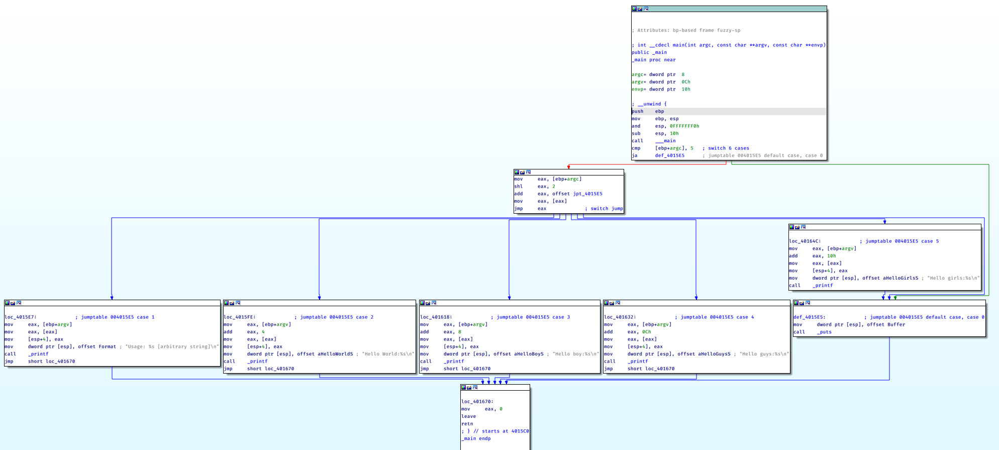 ; Attributes: bp-based frame fuzzy-sp
; int __cdecl main(int argc, const char **argv, const char **envp)
public _main
_main proc near
argc= dword ptr  8
argv= dword ptr  0Ch
envp= dword ptr  10h
; __unwind {
push    ebp
mov     ebp, esp
and     esp, 0FFFFFFF0h
sub     esp, 10h
call    ___main
cmp     [ebp+argc], 5   ; switch 6 cases
ja      def_4015E5      ; jumptable 004015E5 default case, case 0
mov     eax, [ebp+argc]
shl     eax, 2
add     eax, offset jpt_4015E5
mov     eax, [eax]
jmp     eax             ; switch jump
loc_40164C:             ; jumptable 004015E5 case 5
mov     eax, [ebp+argv]
add     eax, 10h
mov     eax, [eax]
mov     [esp+4], eax
mov     dword ptr [esp], offset aHelloGirlsS ; "Hello girls:%s\n"
call    _printf
loc_4015E7:             ; jumptable 004015E5 case 1
mov     eax, [ebp+argv]
mov     eax, [eax]
mov     [esp+4], eax
mov     dword ptr [esp], offset Format ; "Usage: %s [arbitrary string]\n"
call    _printf
jmp     short loc_401670
loc_4015FE:             ; jumptable 004015E5 case 2
mov     eax, [ebp+argv]
add     eax, 4
mov     eax, [eax]
mov     [esp+4], eax
mov     dword ptr [esp], offset aHelloWorldS ; "Hello World:%s\n"
call    _printf
jmp     short loc_401670
loc_401618:             ; jumptable 004015E5 case 3
mov     eax, [ebp+argv]
add     eax, 8
mov     eax, [eax]
mov     [esp+4], eax
mov     dword ptr [esp], offset aHelloBoyS ; "Hello boy:%s\n"
call    _printf
jmp     short loc_401670
loc_401632:             ; jumptable 004015E5 case 4
mov     eax, [ebp+argv]
add     eax, 0Ch
mov     eax, [eax]
mov     [esp+4], eax
mov     dword ptr [esp], offset aHelloGuysS ; "Hello guys:%s\n"
call    _printf
jmp     short loc_401670
def_4015E5:             ; jumptable 004015E5 default case, case 0
mov     dword ptr [esp], offset Buffer
call    _puts
loc_401670:
mov     eax, 0
leave
retn
; } // starts at 4015C0
_main endp